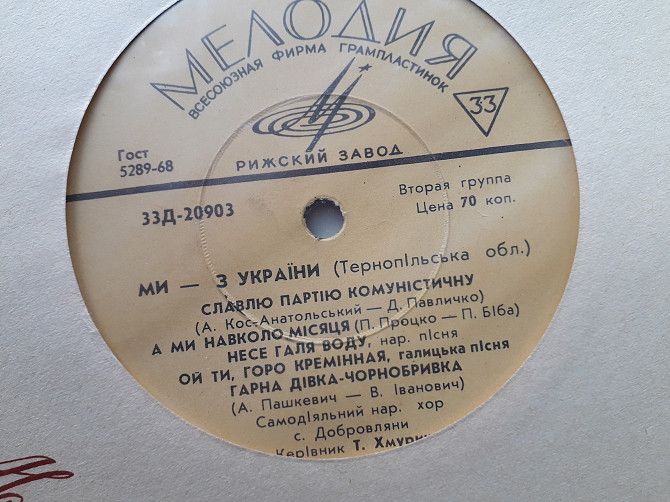 МЕЛОДИЯ
ВСЕСОЮЗНАЯ ФИРМА ГРАМПЛАСТИНОК
33
Гост
5289-68
РИЖСКИЙ ЗАВОД
33Д-20903
Вторая группа
Цена 70 коп.
МИ — З УКРАЇНИ (Тернопільська обл.)
СЛАВЛЮ ПАРТІЮ КОМУНІСТИЧНУ
(А. Кос-Анатольський — Д. Павличко)
А МИ НАВКОЛО МІСЯЦЯ (П. Процко — П. Біба)
НЕСЕ ГАЛЯ ВОДУ, нар. пісня
ОЙ ТИ, ГОРО КРЕМІННАЯ, галицька пісня
ГАРНА ДІВКА-ЧОРНОБРИВКА
(А. Пашкевич — В. Іванович)
Самодіяльний нар. хор
с. Добровляни
Керівник Т.